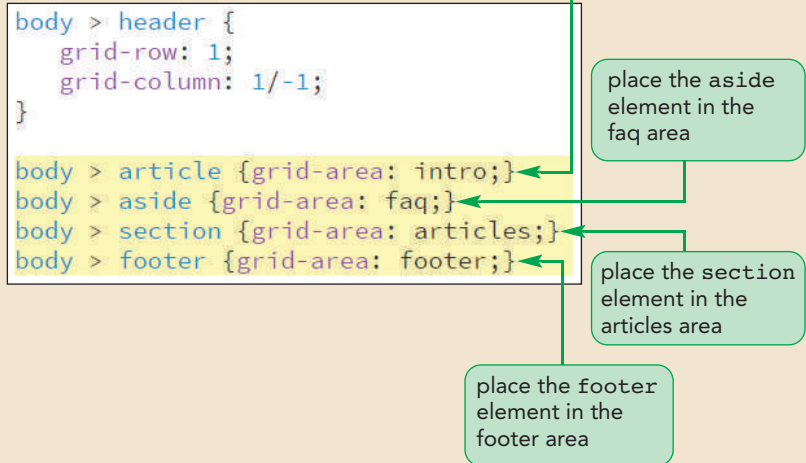 body > header {
grid-row: 1;
grid-column: 1/-1;
}
body > article {grid-area: intro;}
body > aside {grid-area: faq;}
body > section {grid-area: articles;}
body > footer {grid-area: footer;}
place the aside
element in the
faq area
place the section
element in the
articles area
place the footer
element in the
footer area